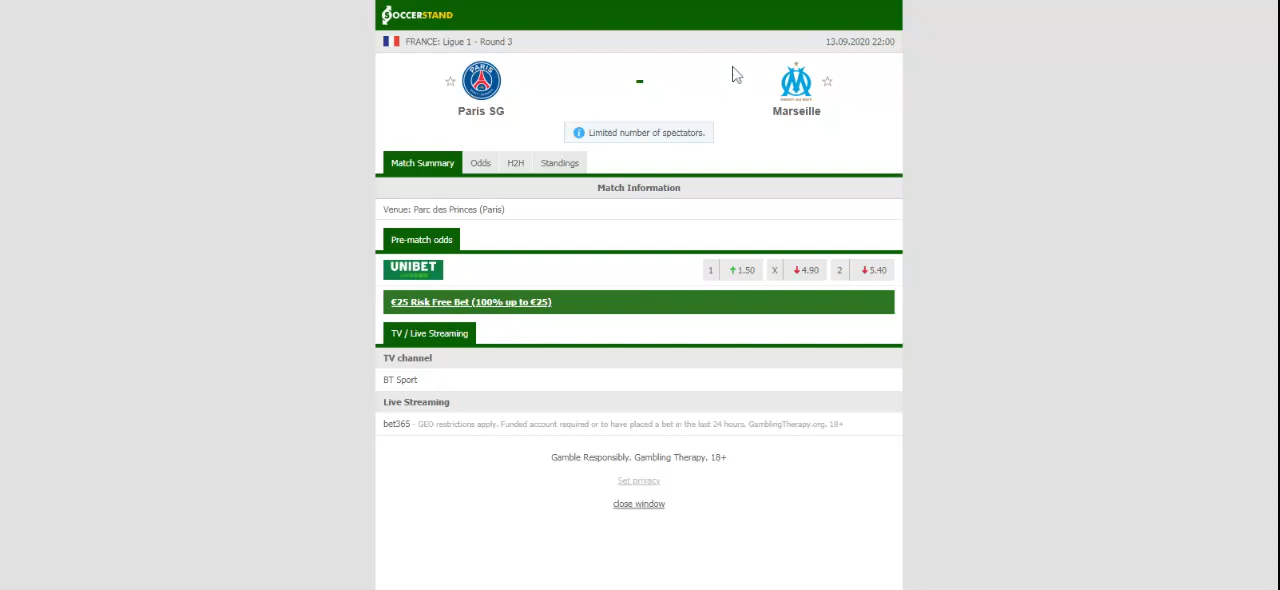 SOCCERSTAND
FRANCE: Ligue 1 - Round 3 13.09.2020 22:00
PARIS
-
Paris SG Marseille
Limited number of spectators.
Match Summary Odds H2H Standings
Match Information
Venue: Parc des Princes (Paris)
Pre-match odds
UNIBET 1 1.50 X 4.90 2 5.40
€25 Risk Free Bet (100% up to €25)
TV / Live Streaming
TV channel
BT Sport
Live Streaming
bet365 - GEO restrictions apply. Funded account required or to have placed a bet in the last 24 hours. GamblingTherapy.org. 18+
Gamble Responsibly. Gambling Therapy. 18+
Set privacy
close window